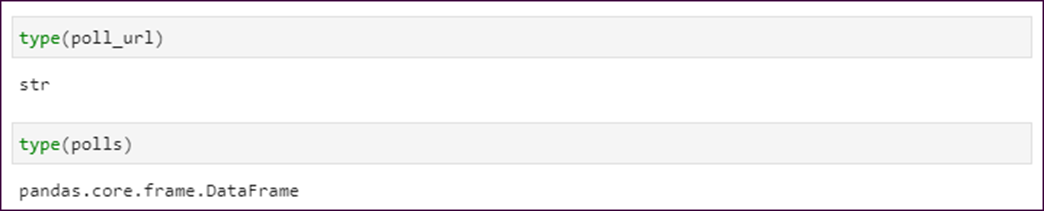 type(poll_url)
str
type(polls)
pandas.core.frame.DataFrame